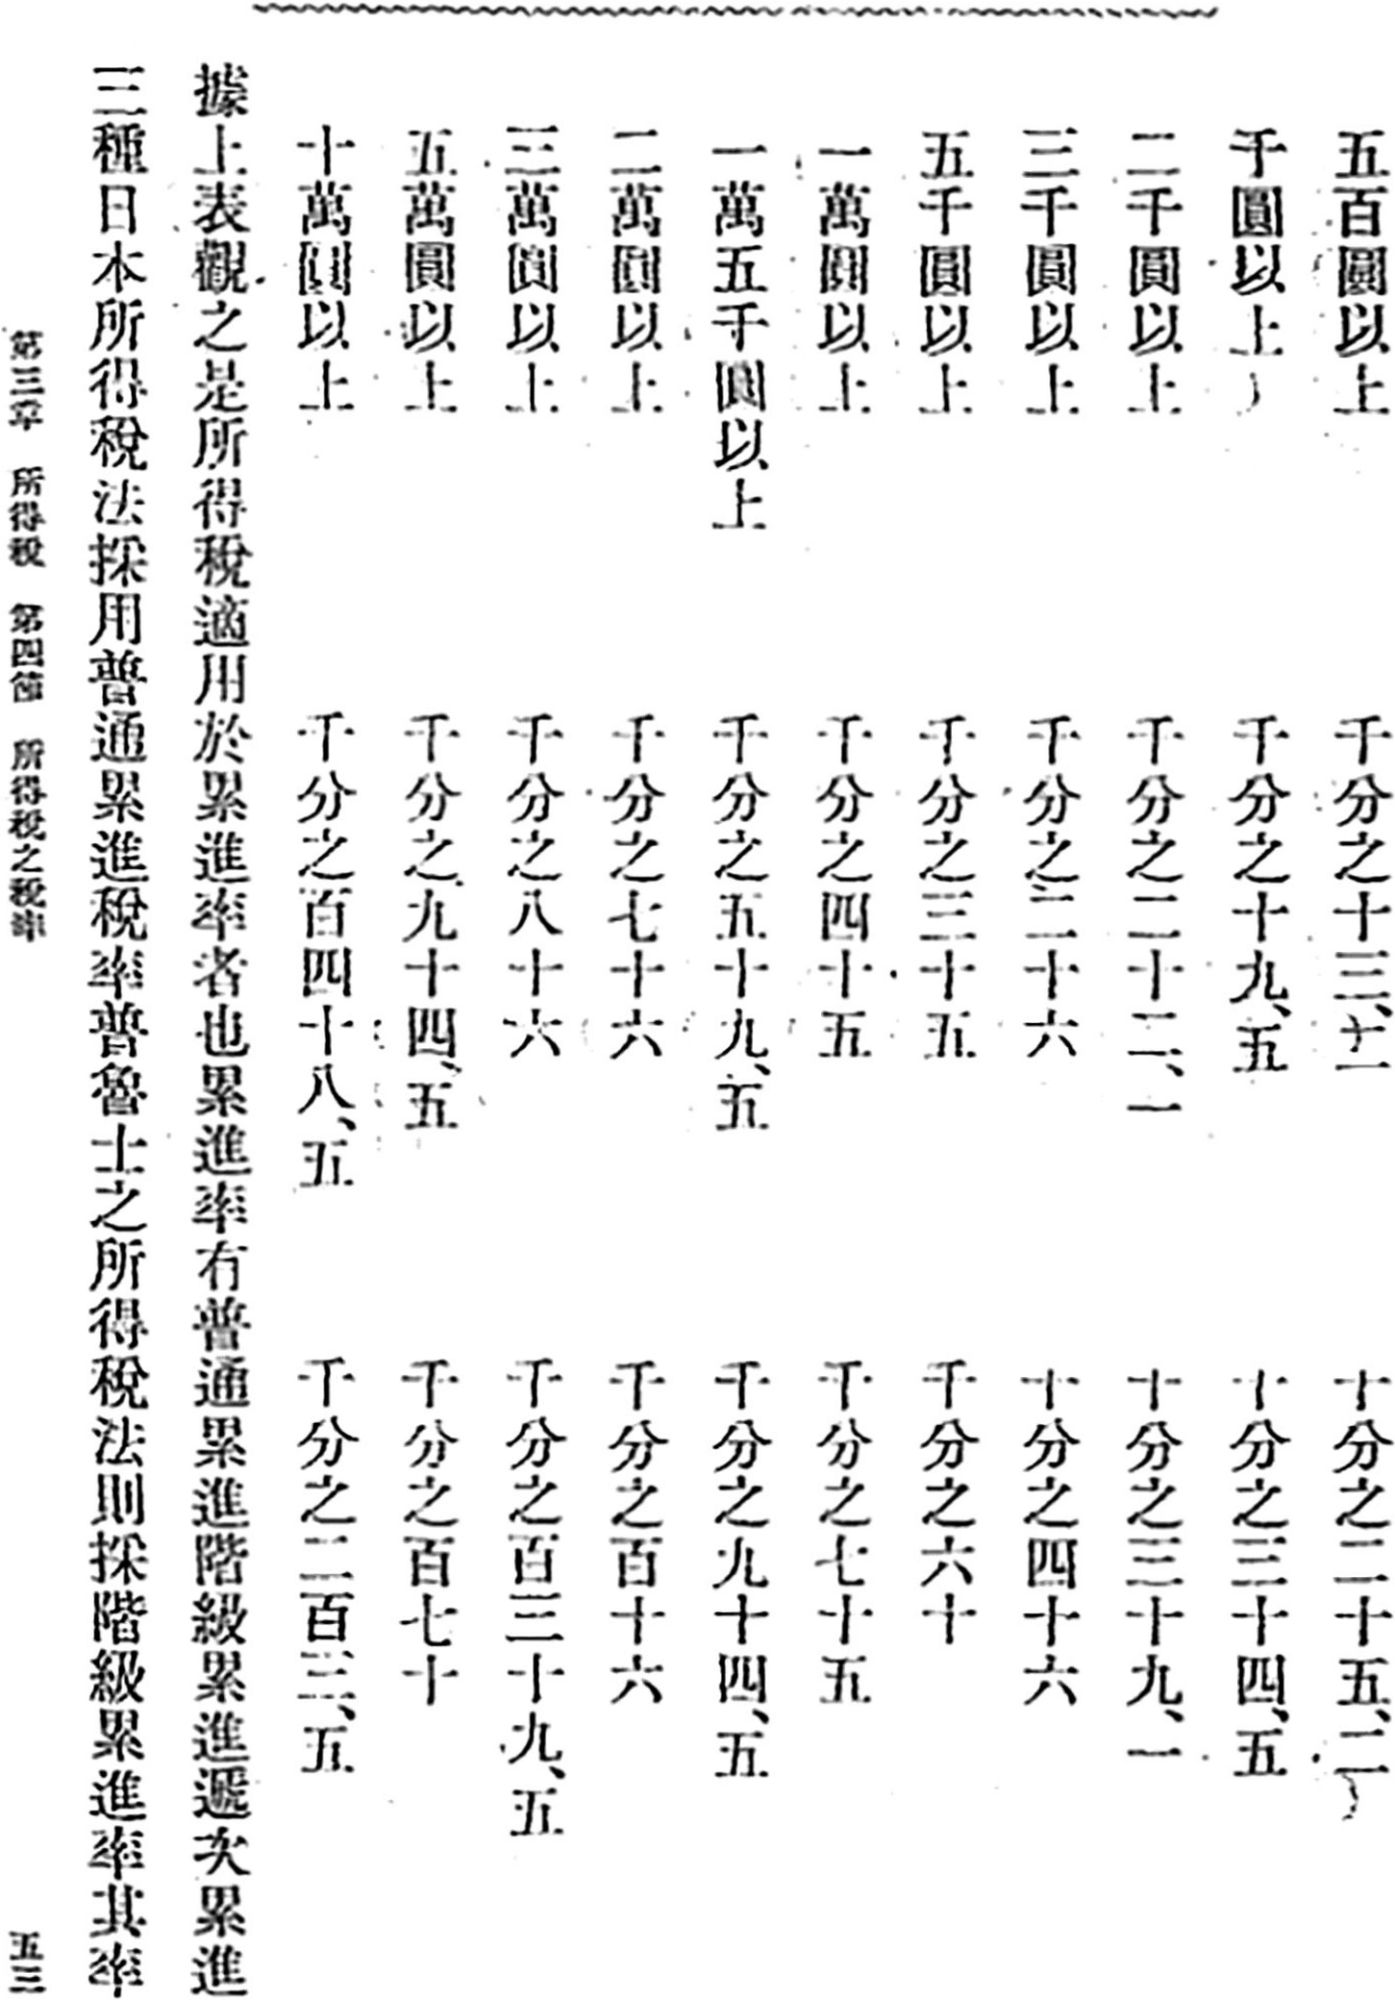 五百圓以上　千分之十三、七　十分之二十五、二
千圓以上　千分之十九、五　十分之三十四、五
二千圓以上　千分之二十二、一　十分之三十九、一
三千圓以上　千分之二十六　十分之四十六
五千圓以上　千分之三十五　千分之六十
一萬圓以上　千分之四十五　千分之七十五
一萬五千圓以上　千分之五十九、五　千分之九十四、五
二萬圓以上　千分之七十六　千分之百十六
三萬圓以上　千分之八十六　千分之百三十九、五
五萬圓以上　千分之九十四、五　千分之百七十
十萬圓以上　千分之百四十八、五　千分之二百三、五
據上表觀之是所得稅適用於累進率者也累進率有普通累進階級累進遞次累進
三種日本所得稅法採用普通累進稅率普魯士之所得稅法則採階級累進率其率
第三章　所得稅　第四節　所得稅之稅率　五三